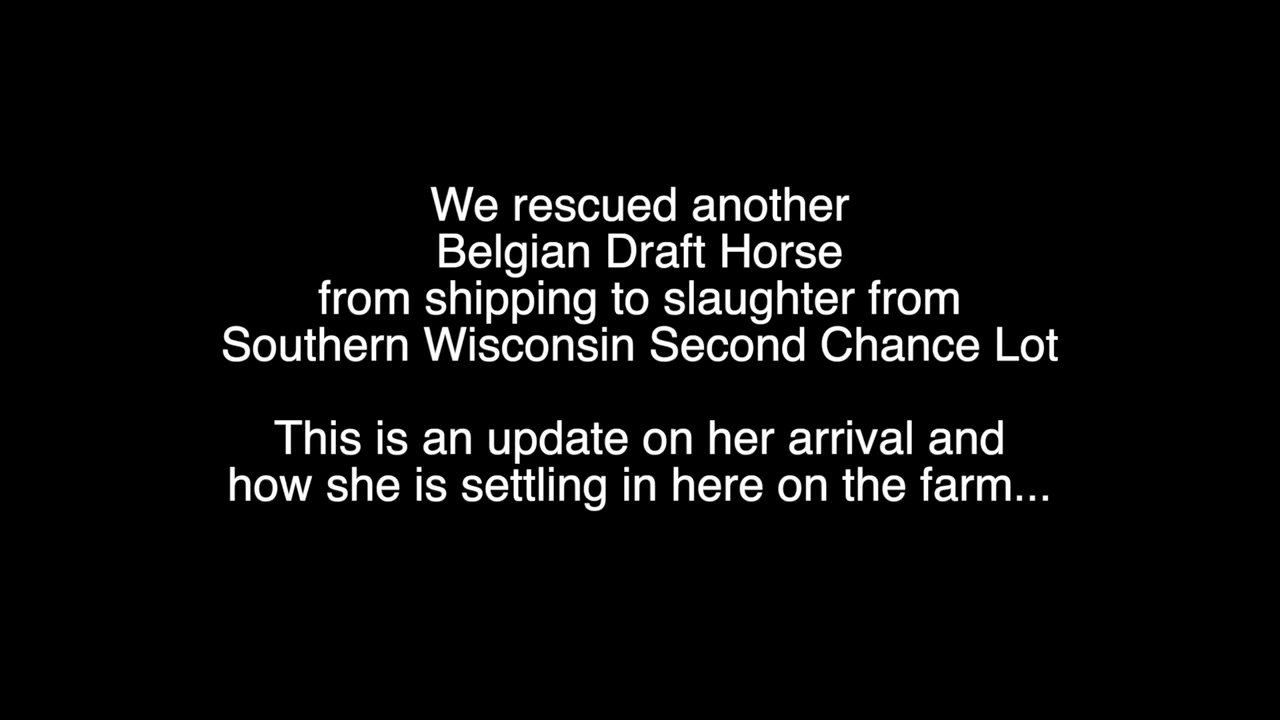 We rescued another
Belgian Draft Horse
from shipping to slaughter from
Southern Wisconsin Second Chance Lot
This is an update on her arrival and
how she is settling in here on the farm...